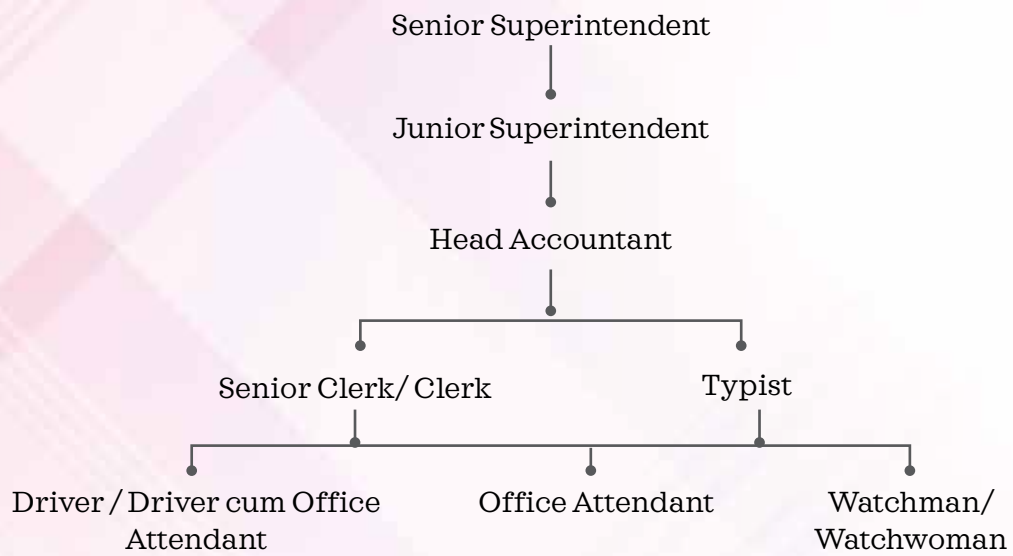 Senior Superintendent
Junior Superintendent
Head Accountant
Senior Clerk/ Clerk
Typist
Driver / Driver cum Office
Attendant
Office Attendant
Watchman/
Watchwoman